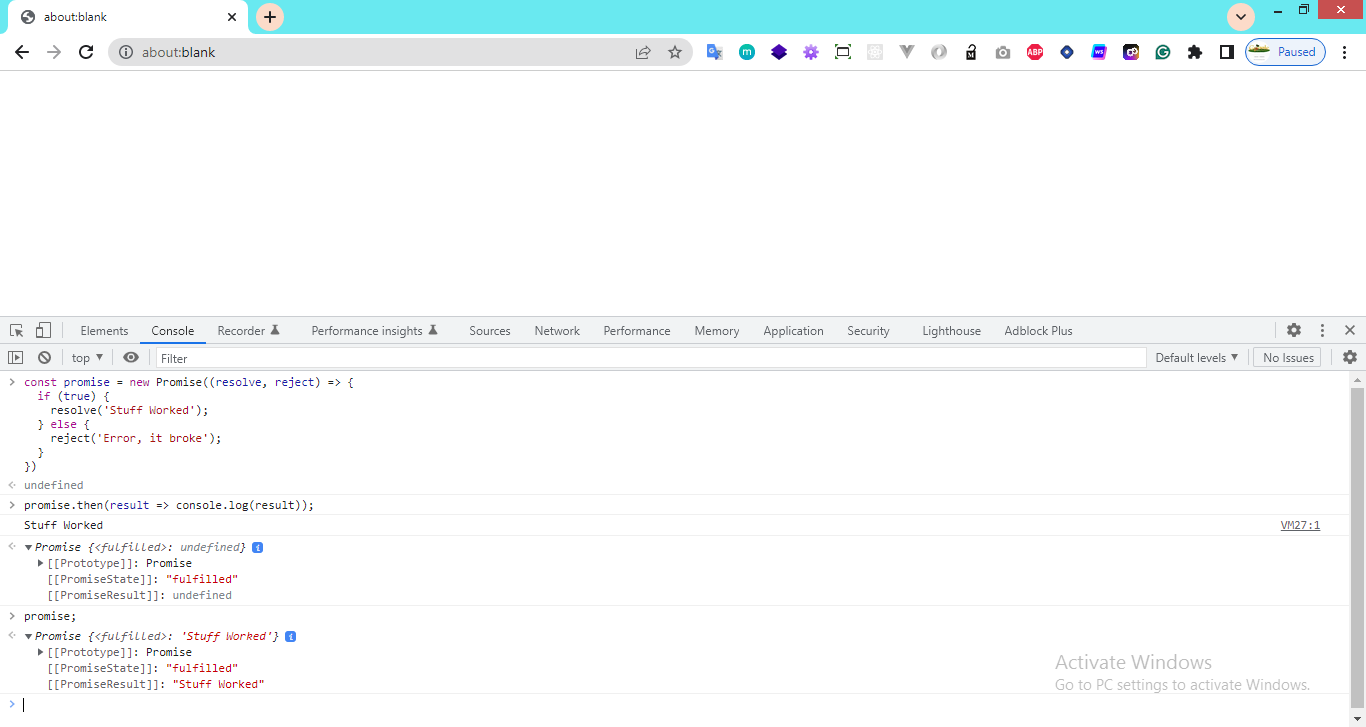 about:blank
about:blank
ABP
ws
Paused
Elements Console Recorder Performance insights Sources Network Performance Memory Application Security Lighthouse Adblock Plus
top Filter Default levels No Issues
const promise = new Promise((resolve, reject) => {
if (true) {
resolve('Stuff Worked');
} else {
reject('Error, it broke');
}
})
undefined
promise.then(result => console.log(result));
Stuff Worked VM27:1
Promise {<fulfilled>: undefined} i
[[Prototype]]: Promise
[[PromiseState]]: "fulfilled"
[[PromiseResult]]: undefined
promise;
Promise {<fulfilled>: 'Stuff Worked'} i
[[Prototype]]: Promise
[[PromiseState]]: "fulfilled"
[[PromiseResult]]: "Stuff Worked"
Activate Windows
Go to PC settings to activate Windows.